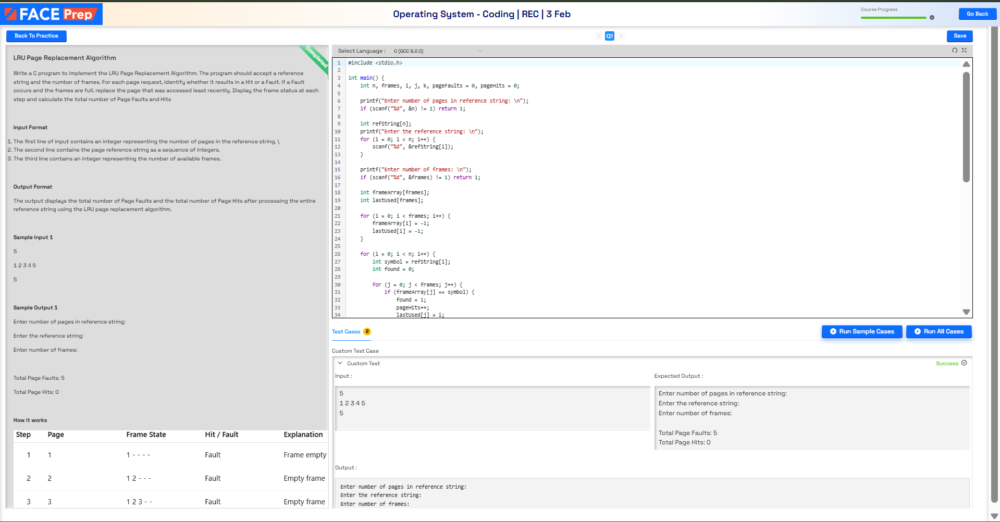 FACE Prep
Operating System - Coding | REC | 3 Feb
Course Progress
Go Back
Back To Practice
Q1
Save
Completed
LRU Page Replacement Algorithm
Write a C program to implement the LRU Page Replacement Algorithm. The program should accept a reference
string and the number of frames. For each page request, identify whether it results in a Hit or a Fault. If a Fault
occurs and the frames are full, replace the page that was accessed least recently. Display the frame status at each
step and calculate the total number of Page Faults and Hits
Input Format
1. The first line of input contains an integer representing the number of pages in the reference string. \
2. The second line contains the page reference string as a sequence of integers.
3. The third line contains an integer representing the number of available frames.
Output Format
The output displays the total number of Page Faults and the total number of Page Hits after processing the entire
reference string using the LRU page replacement algorithm.
Sample Input 1
5
1 2 3 4 5
5
Sample Output 1
Enter number of pages in reference string:
Enter the reference string:
Enter number of frames:
Total Page Faults: 5
Total Page Hits: 0
How it works
Step Page Frame State Hit / Fault Explanation
1 1 1 - - - - Fault Frame empty
2 2 1 2 - - - Fault Empty frame
3 3 1 2 3 - - Fault Empty frame
Select Language : C (GCC 9.2.0)
1 #include <stdio.h>
2
3 int main() {
4 int n, frames, i, j, k, pageFaults = 0, pageHits = 0;
5
6 printf("Enter number of pages in reference string: \n");
7 if (scanf("%d", &n) != 1) return 1;
8
9 int refString[n];
10 printf("Enter the reference string: \n");
11 for (i = 0; i < n; i++) {
12 scanf("%d", &refString[i]);
13 }
14
15 printf("Enter number of frames: \n");
16 if (scanf("%d", &frames) != 1) return 1;
17
18 int frameArray[frames];
19 int lastUsed[frames];
20
21 for (i = 0; i < frames; i++) {
22 frameArray[i] = -1;
23 lastUsed[i] = -1;
24 }
25
26 for (i = 0; i < n; i++) {
27 int symbol = refString[i];
28 int found = 0;
29
30 for (j = 0; j < frames; j++) {
31 if (frameArray[j] == symbol) {
32 found = 1;
33 pageHits++;
34 lastUsed[j] = i;
Test Cases 2
Run Sample Cases
Run All Cases
Custom Test Case
Custom Test
Success
Input :
5
1 2 3 4 5
5
Expected Output :
Enter number of pages in reference string:
Enter the reference string:
Enter number of frames:
Total Page Faults: 5
Total Page Hits: 0
Output :
Enter number of pages in reference string:
Enter the reference string:
Enter number of frames: